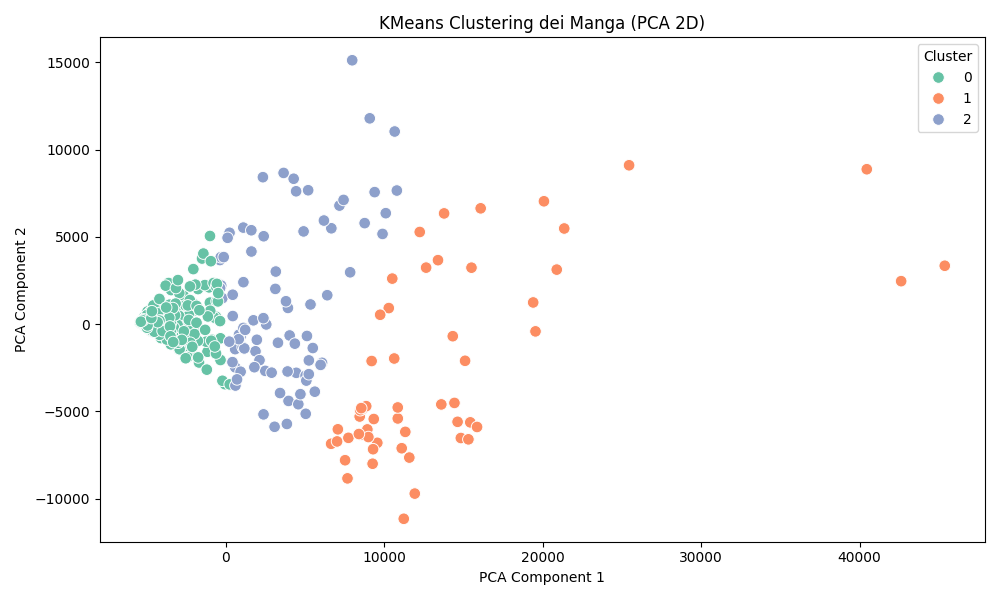 KMeans Clustering dei Manga (PCA 2D)
Cluster
0
1
2
PCA Component 2
15000
10000
5000
0
−5000
−10000
0 10000 20000 30000 40000
PCA Component 1